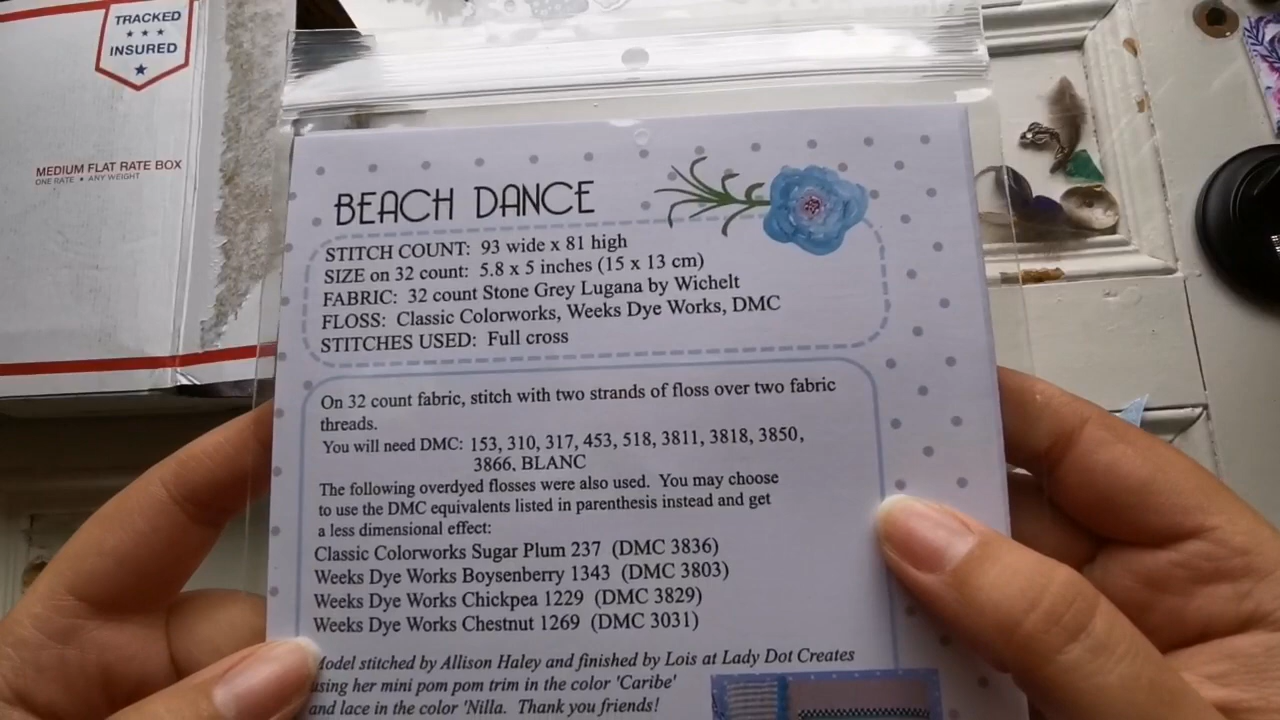 TRACKED
INSURED
MEDIUM FLAT RATE BOX
ONE RATE • ANY WEIGHT
BEACH DANCE
STITCH COUNT: 93 wide x 81 high
SIZE on 32 count: 5.8 x 5 inches (15 x 13 cm)
FABRIC: 32 count Stone Grey Lugana by Wichelt
FLOSS: Classic Colorworks, Weeks Dye Works, DMC
STITCHES USED: Full cross
On 32 count fabric, stitch with two strands of floss over two fabric
threads.
You will need DMC: 153, 310, 317, 453, 518, 3811, 3818, 3850,
3866, BLANC
The following overdyed flosses were also used. You may choose
to use the DMC equivalents listed in parenthesis instead and get
a less dimensional effect:
Classic Colorworks Sugar Plum 237 (DMC 3836)
Weeks Dye Works Boysenberry 1343 (DMC 3803)
Weeks Dye Works Chickpea 1229 (DMC 3829)
Weeks Dye Works Chestnut 1269 (DMC 3031)
Model stitched by Allison Haley and finished by Lois at Lady Dot Creates
using her mini pom pom trim in the color 'Caribe'
and lace in the color 'Nilla. Thank you friends!